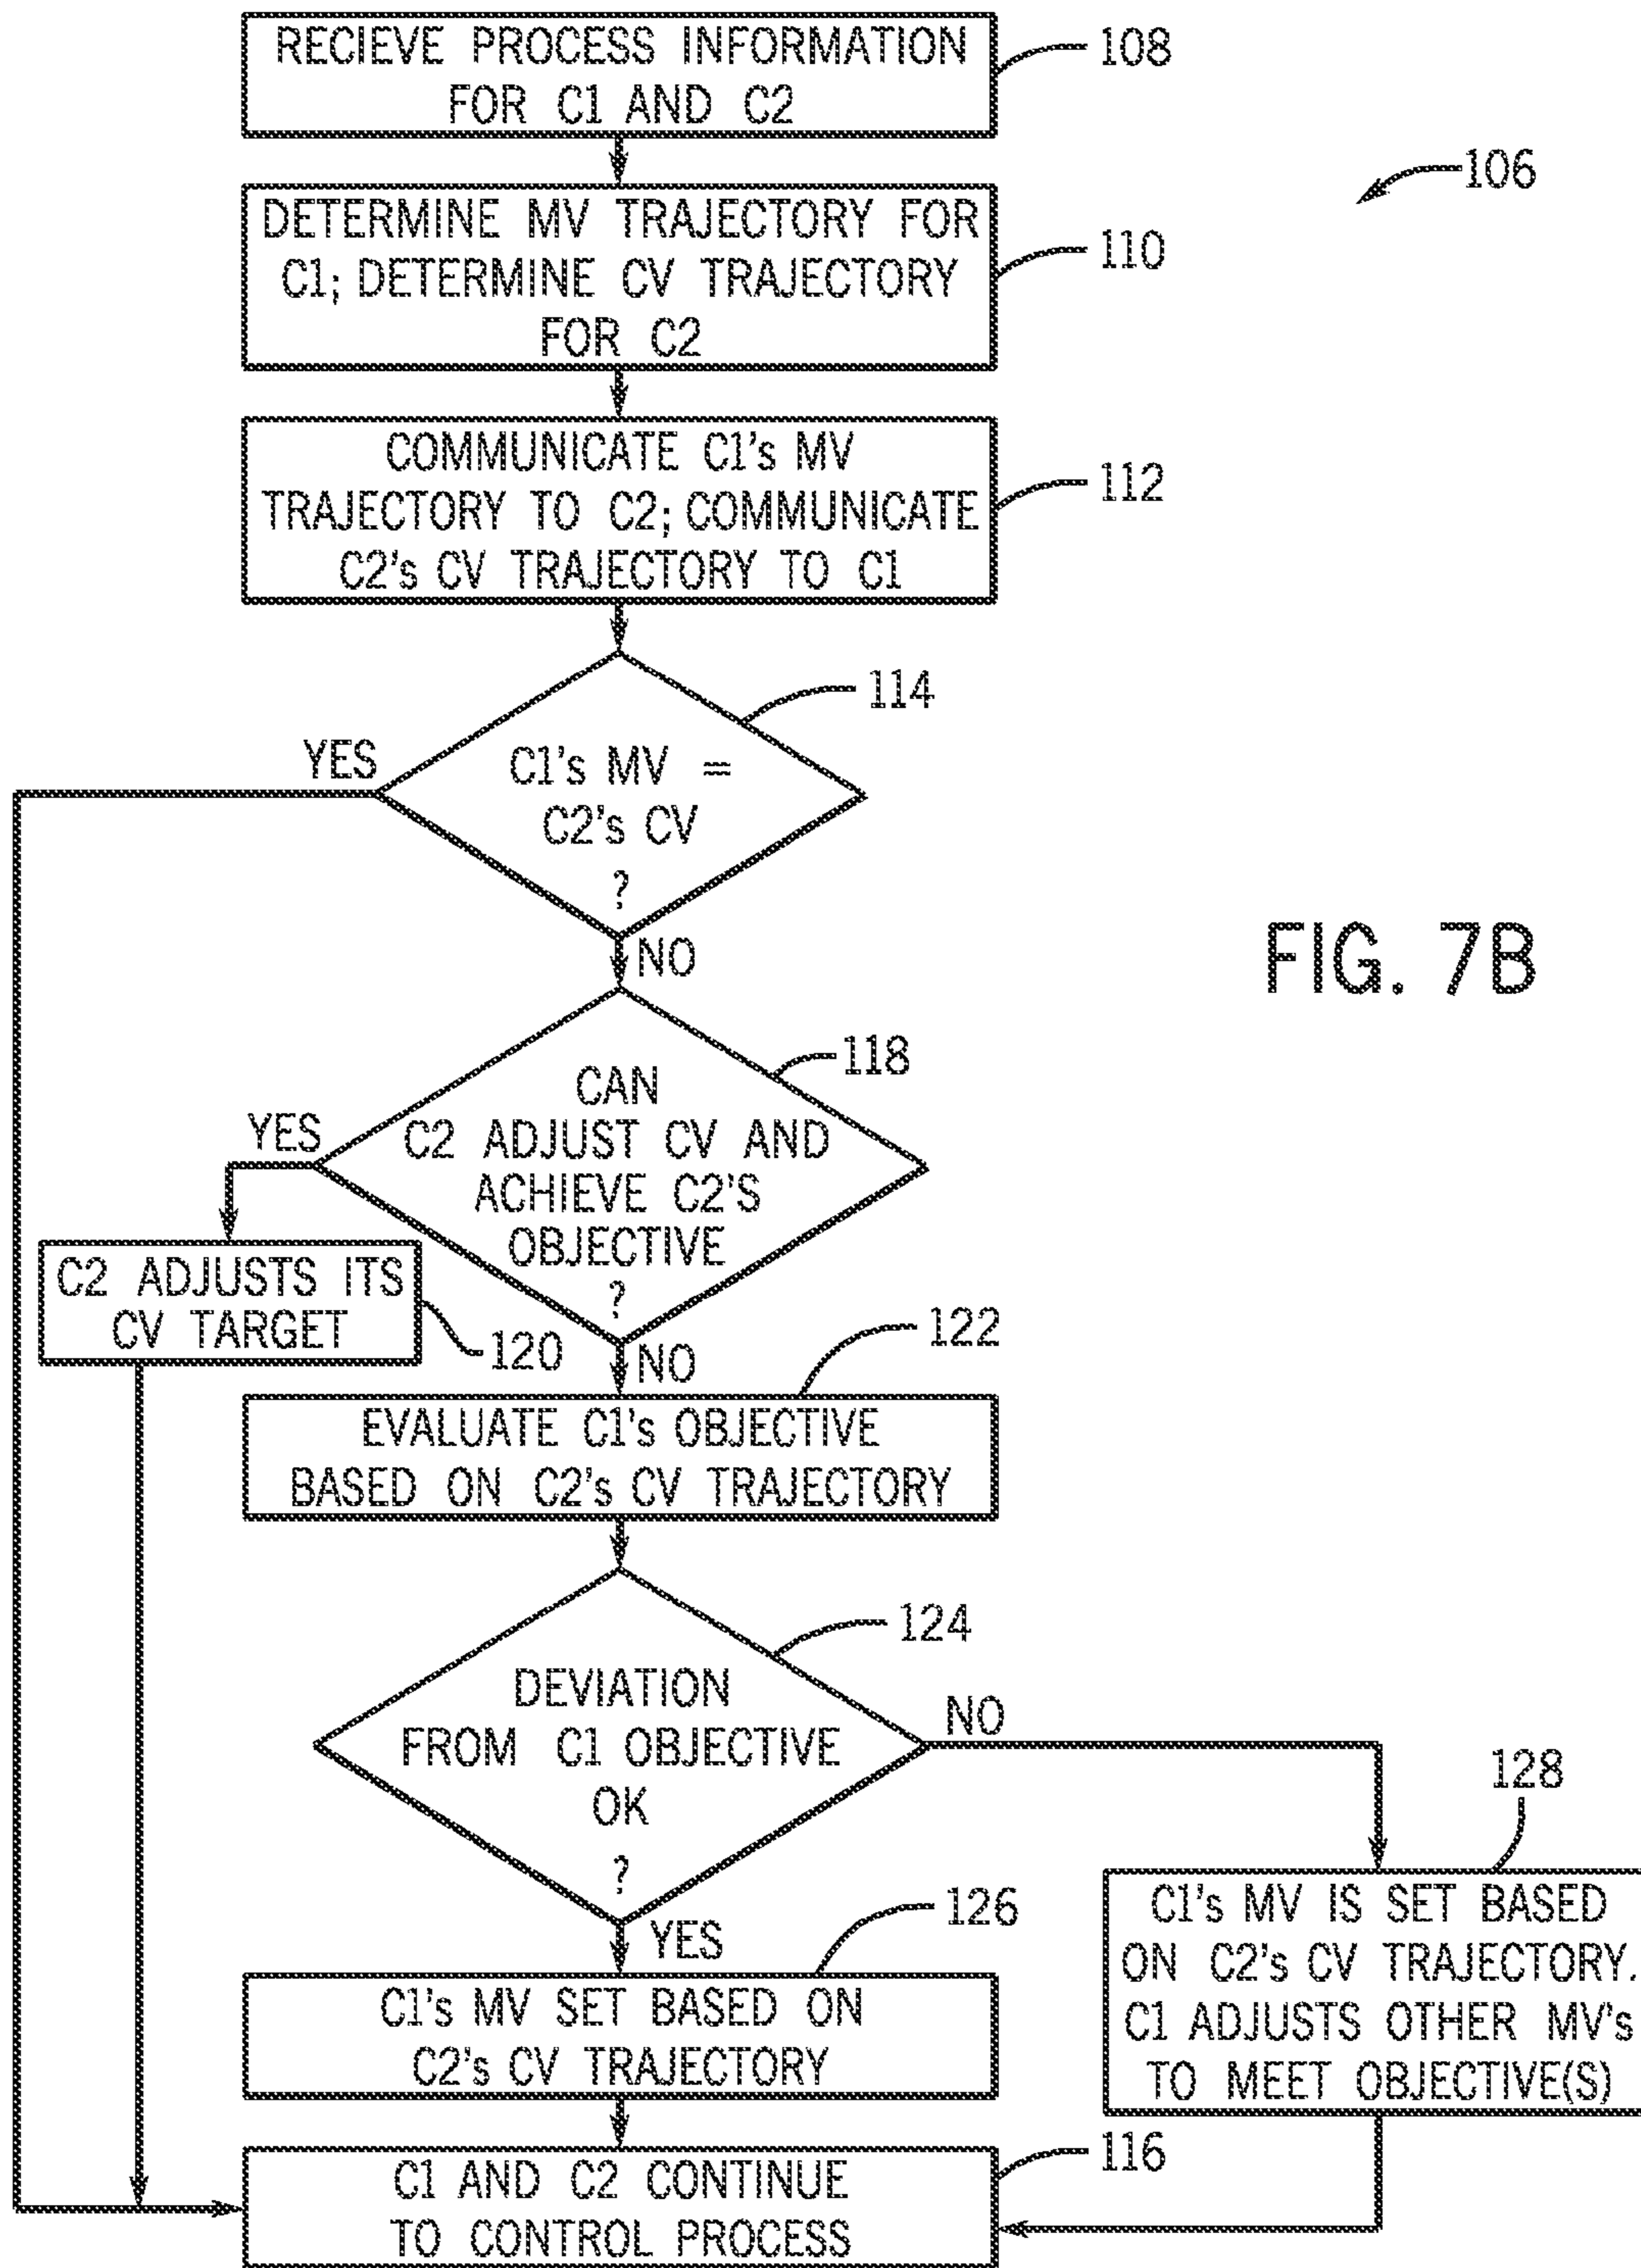 RECIEVE PROCESS INFORMATION
FOR C1 AND C2
108
106
DETERMINE MV TRAJECTORY FOR
C1; DETERMINE CV TRAJECTORY
FOR C2
110
COMMUNICATE C1's MV
TRAJECTORY TO C2; COMMUNICATE
C2's CV TRAJECTORY TO C1
112
114
YES
C1's MV =
C2's CV
?
NO
FIG. 7B
118
YES
CAN
C2 ADJUST CV AND
ACHIEVE C2'S
OBJECTIVE
?
C2 ADJUSTS ITS
CV TARGET
120
NO
122
EVALUATE C1's OBJECTIVE
BASED ON C2's CV TRAJECTORY
124
DEVIATION
FROM C1 OBJECTIVE
OK
?
NO
128
YES
126
C1's MV IS SET BASED
ON C2's CV TRAJECTORY.
C1 ADJUSTS OTHER MV's
TO MEET OBJECTIVE(S)
C1's MV SET BASED ON
C2's CV TRAJECTORY
116
C1 AND C2 CONTINUE
TO CONTROL PROCESS